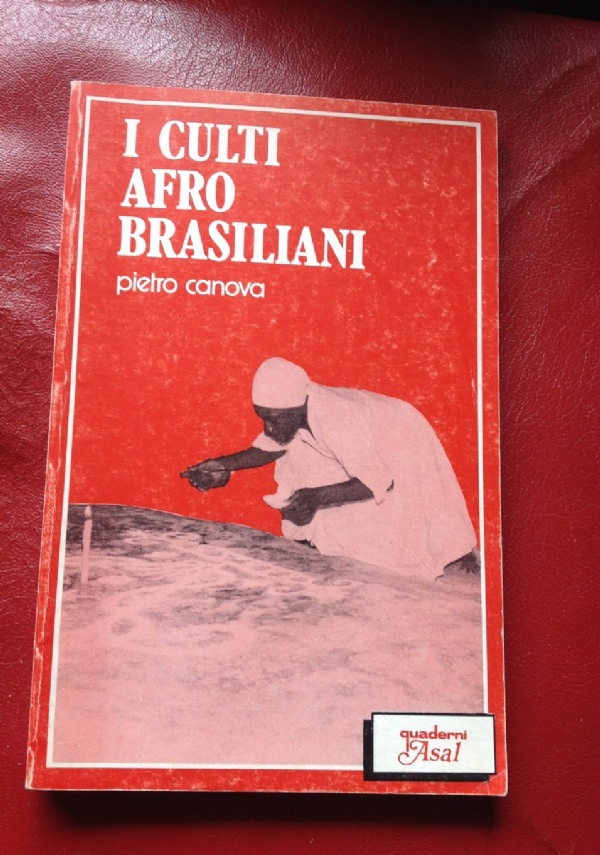 I CULTI
AFRO
BRASILIANI
pietro canova
quaderni
Asal